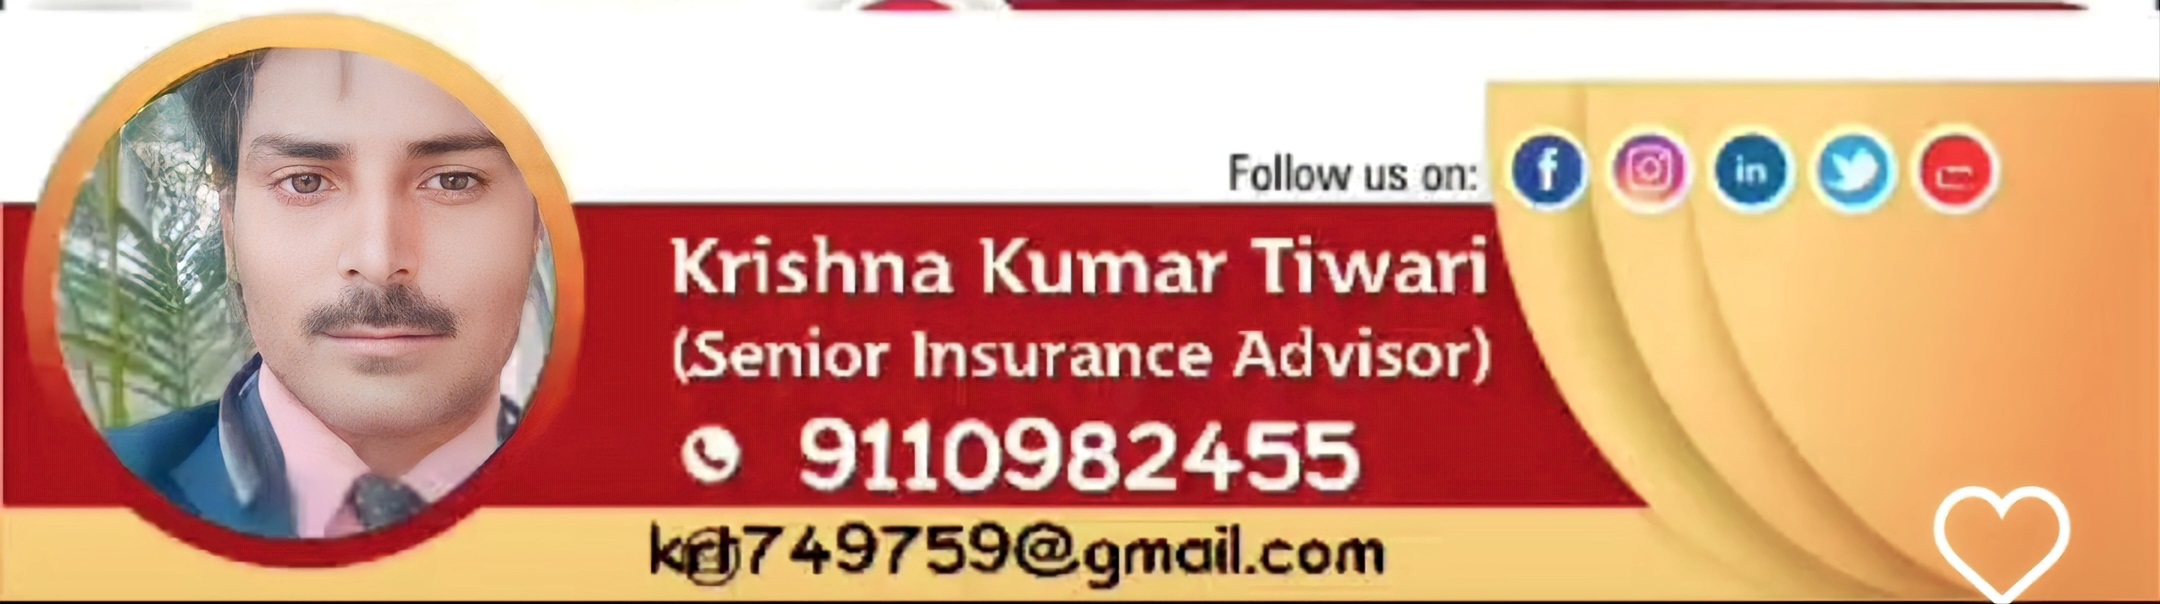 Follow us on:
Krishna Kumar Tiwari
(Senior Insurance Advisor)
9110982455